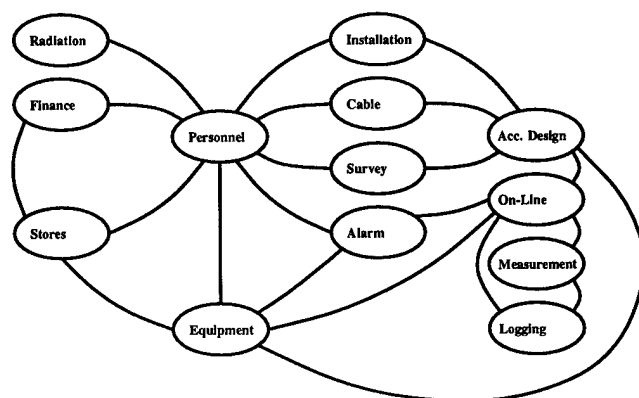 Radiation
Installation
Finance
Cable
Personnel
Acc. Design
Survey
On-Line
Stores
Alarm
Measurement
Equipment
Logging